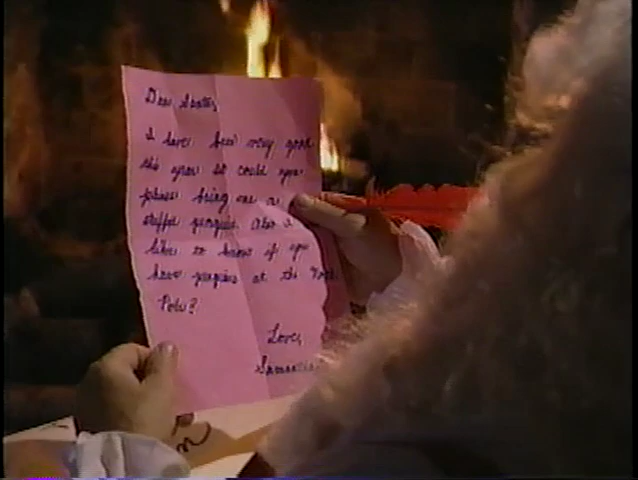 Dear Santa,
I have been very good
this year so could you
please bring me a
stuffed penguin. Also I
like to know if you
have penguins at the North
Pole?
Love,
Samantha